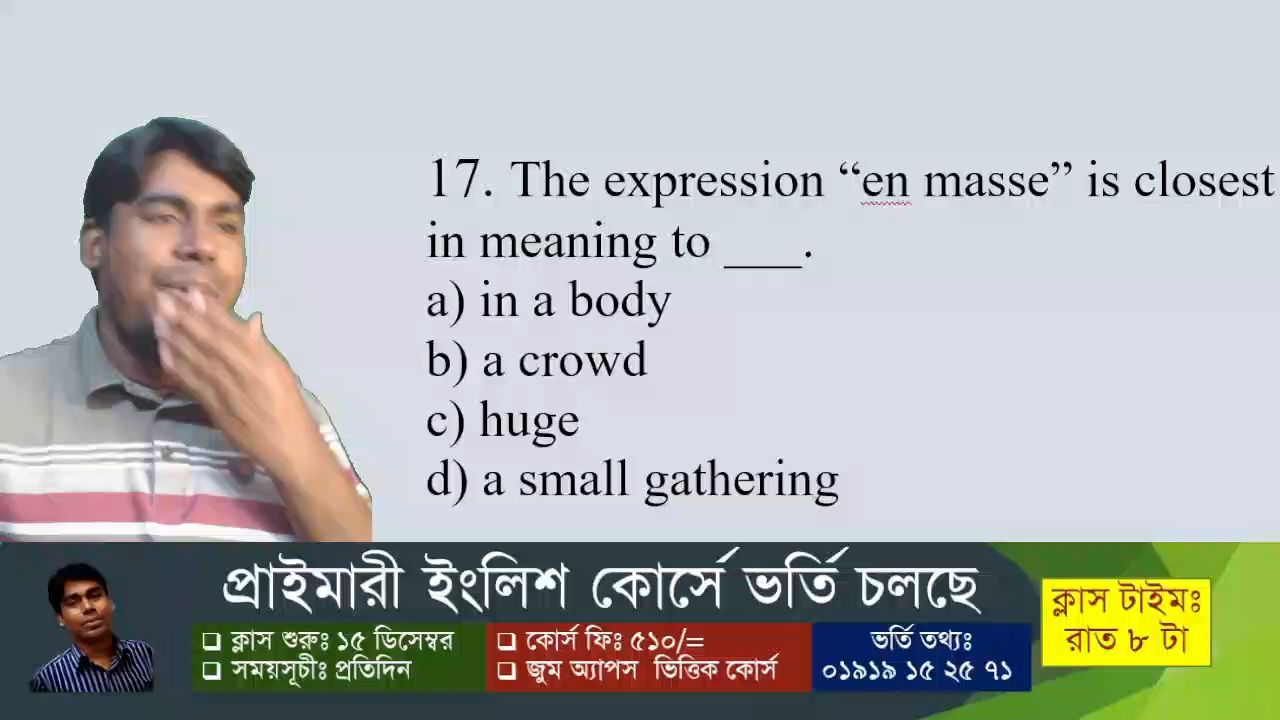 17. The expression “en masse” is closest
in meaning to ___.
a) in a body
b) a crowd
c) huge
d) a small gathering
প্রাইমারী ইংলিশ কোর্সে ভর্তি চলছে
ক্লাস শুরুঃ ১৫ ডিসেম্বর
সময়সূচীঃ প্রতিদিন
কোর্স ফিঃ ৫১০/=
জুম অ্যাপস ভিত্তিক কোর্স
ভর্তি তথ্যঃ
০১৯১৯ ১৫ ২৫ ৭১
ক্লাস টাইমঃ
রাত ৮ টা